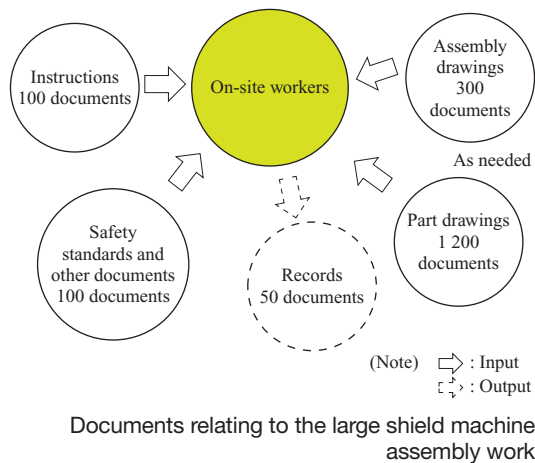 Instructions
100 documents
On-site workers
Assembly
drawings
300
documents
As needed
Safety
standards and
other documents
100 documents
Records
50 documents
Part drawings
1 200
documents
(Note) : Input
: Output
Documents relating to the large shield machine
assembly work